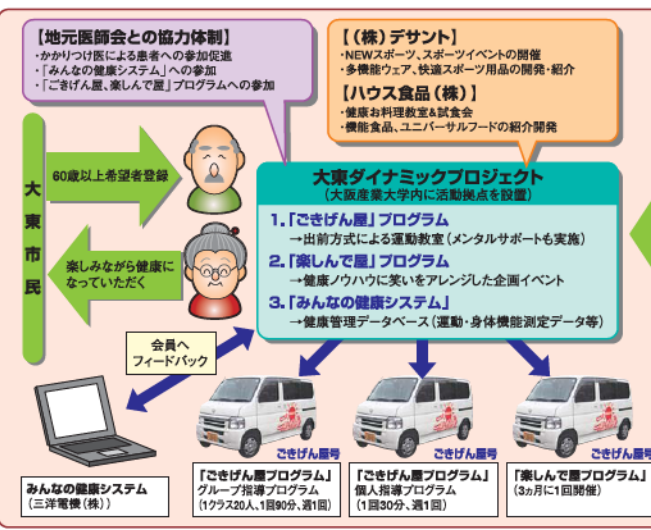 【地元医師会との協力体制】
・かかりつけ医による患者への参加促進
・「みんなの健康システム」への参加
・「ごきげん屋、楽しんで屋」プログラムへの参加
【(株)デサント】
・NEWスポーツ、スポーツイベントの開催
・多機能ウェア、快適スポーツ用品の開発・紹介
【ハウス食品(株)】
・健康お料理教室&試食会
・機能食品、ユニバーサルフードの紹介開発
大東市民
60歳以上希望者登録
楽しみながら健康に
なっていただく
大東ダイナミックプロジェクト
(大阪産業大学内に活動拠点を設置)
1.「ごきげん屋」プログラム
→出前方式による運動教室(メンタルサポートも実施)
2.「楽しんで屋」プログラム
→健康ノウハウに笑いをアレンジした企画イベント
3.「みんなの健康システム」
→健康管理データベース(運動・身体機能測定データ等)
会員へ
フィードバック
ごきげん屋号
ごきげん屋号
ごきげん屋号
みんなの健康システム
(三洋電機(株))
「ごきげん屋プログラム」
グループ指導プログラム
(1クラス20人、1回90分、週1回)
「ごきげん屋プログラム」
個人指導プログラム
(1回30分、週1回)
「楽しんで屋プログラム」
(3ヵ月に1回開催)